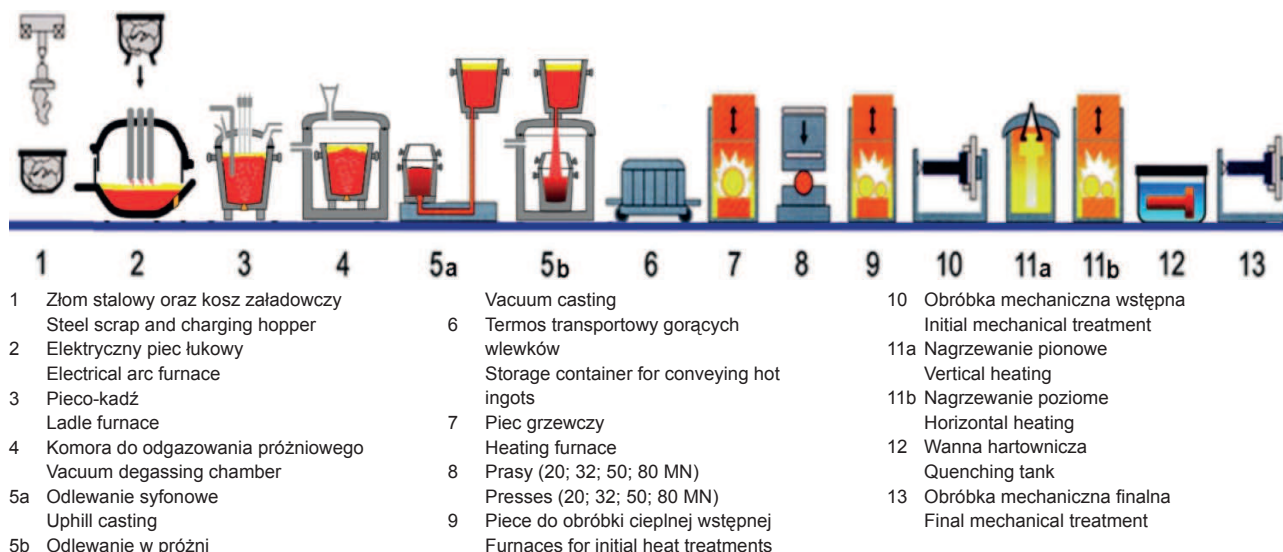 1 2 3 4 5a 5b 6 7 8 9 10 11a 11b 12 13
1 Złom stalowy oraz kosz załadowczy
Steel scrap and charging hopper
2 Elektryczny piec łukowy
Electrical arc furnace
3 Pieco-kadź
Ladle furnace
4 Komora do odgazowania próżniowego
Vacuum degassing chamber
5a Odlewanie syfonowe
Uphill casting
5b Odlewanie w próżni
Vacuum casting
6 Termos transportowy gorących
wlewków
Storage container for conveying hot
ingots
7 Piec grzewczy
Heating furnace
8 Prasy (20; 32; 50; 80 MN)
Presses (20; 32; 50; 80 MN)
9 Piece do obróbki cieplnej wstępnej
Furnaces for initial heat treatments
10 Obróbka mechaniczna wstępna
Initial mechanical treatment
11a Nagrzewanie pionowe
Vertical heating
11b Nagrzewanie poziome
Horizontal heating
12 Wanna hartownicza
Quenching tank
13 Obróbka mechaniczna finalna
Final mechanical treatment